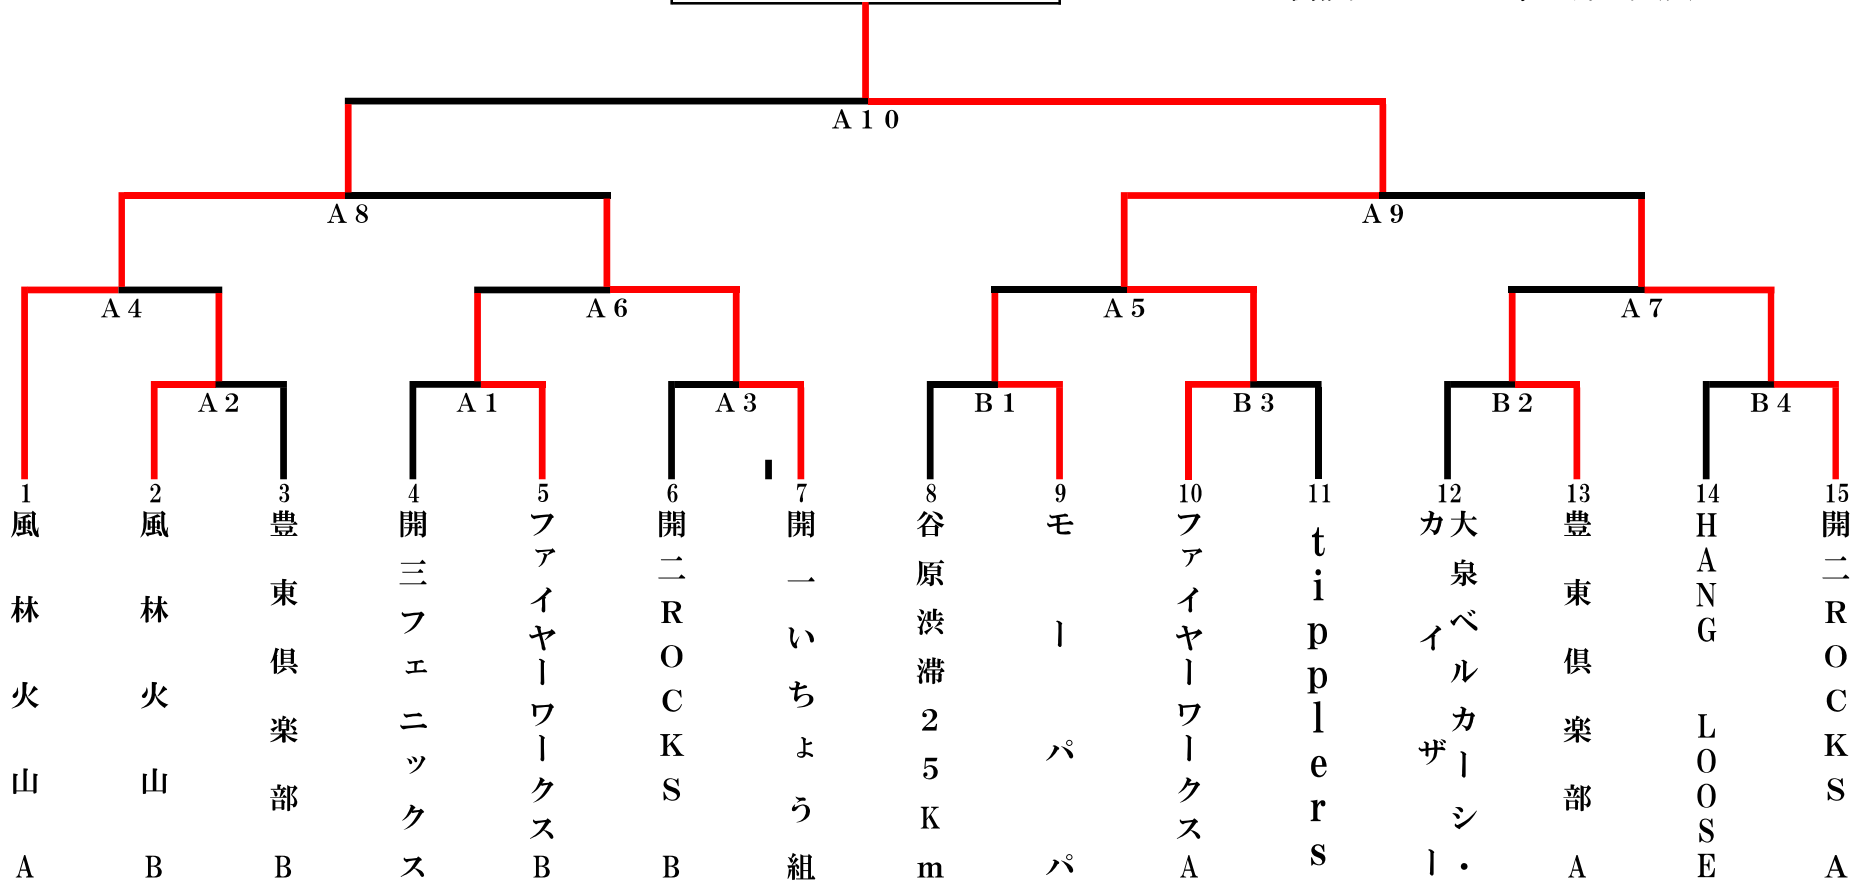 A10
A8
A9
A4
A6
A5
A7
A2
A1
A3
B1
B3
B2
B4
1
2
3
4
5
6
7
8
9
10
11
12
13
14
15
風林火山A
風林火山B
豊東倶楽部B
開三フェニックス
ファイヤーワークスB
開二ROCKS B
開一いちょう組
谷原渋滞25Km
モーパパ
ファイヤーワークスA
tipplers
大泉ベルカーシ・
カイザー
豊東倶楽部A
HANG LOOSE
開二ROCKS A